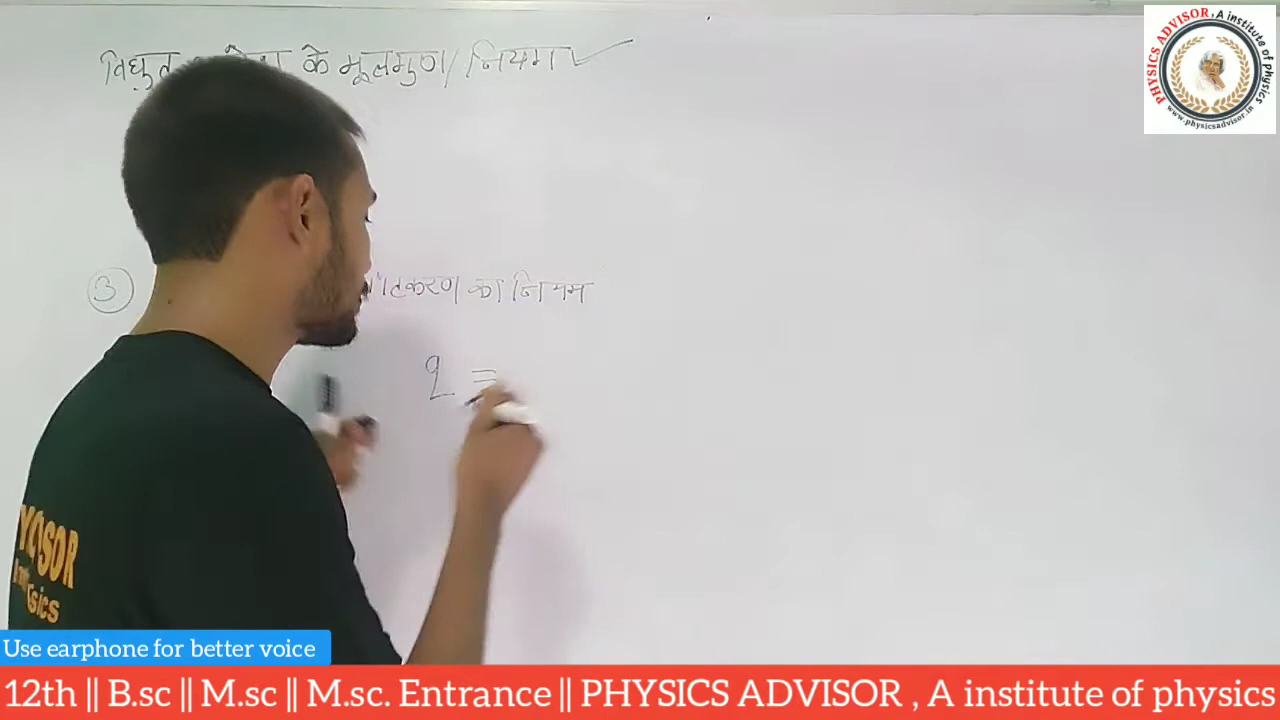 विद्युत के मूलगुण / नियम ✓
PHYSICS ADVISOR, A institute of physics
www.physicsadvisor.in
③ का नियम
q =
Use earphone for better voice
12th || B.sc || M.sc || M.sc. Entrance || PHYSICS ADVISOR , A institute of physics